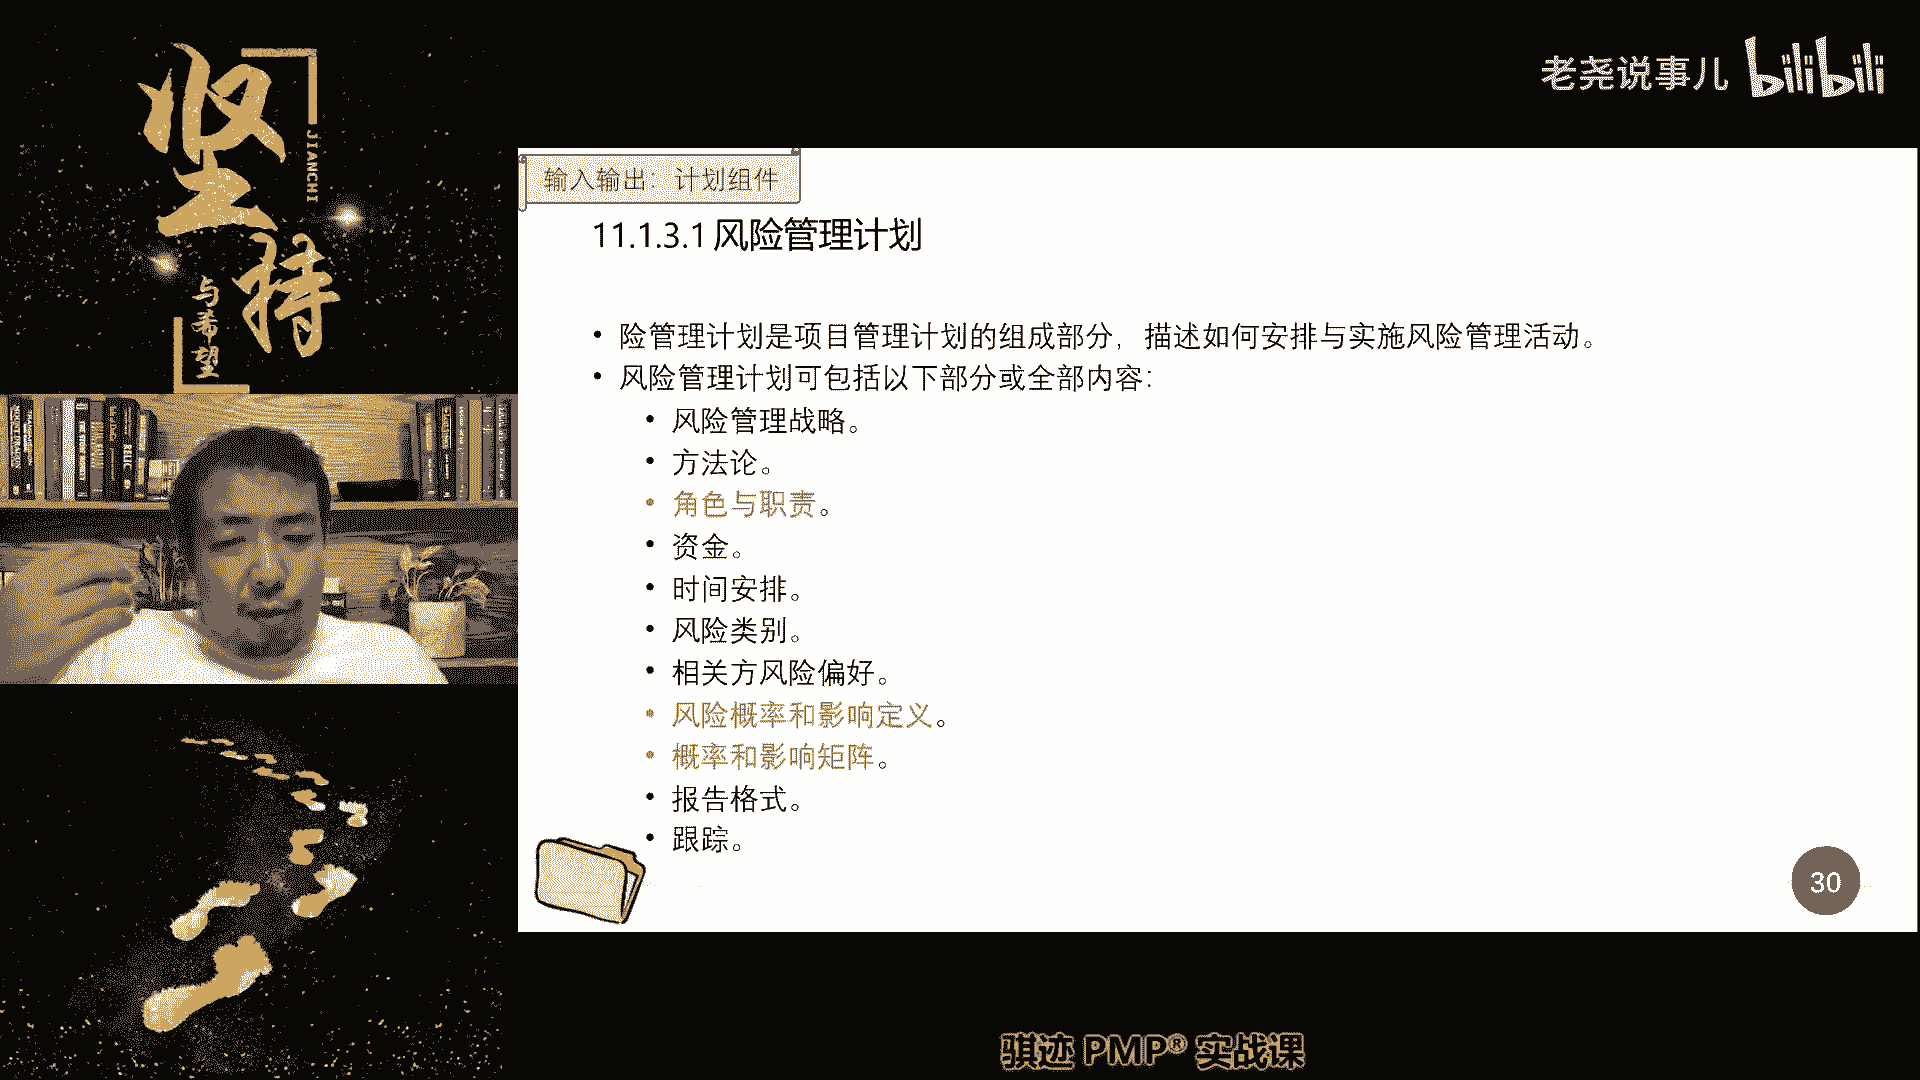 坚持
JIANCHI
与希望
老尧说事儿 bilibili
输入输出：计划组件
11.1.3.1 风险管理计划
• 险管理计划是项目管理计划的组成部分，描述如何安排与实施风险管理活动。
• 风险管理计划可包括以下部分或全部内容：
• 风险管理战略。
• 方法论。
• 角色与职责。
• 资金。
• 时间安排。
• 风险类别。
• 相关方风险偏好。
• 风险概率和影响定义。
• 概率和影响矩阵。
• 报告格式。
• 跟踪。
30
骐迹 PMP® 实战课